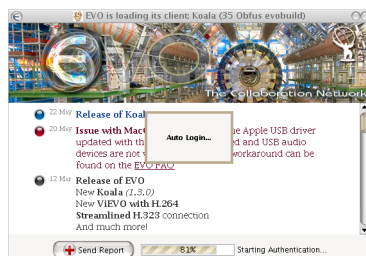 EVO is loading its client: Koala (35 Obfus evobuild)
EVO
The Collaboration Network
22 May Release of Koal
20 May Issue with Mac e Apple USB driver
updated with th ed and USB audio
devices are not workaround can be
found on the EVO FAQ
Auto Login...
12 Mar Release of EVO
New Koala (1.3.0)
New ViEVO with H.264
Streamlined H.323 connection
And much more!
Send Report 81% Starting Authentication...